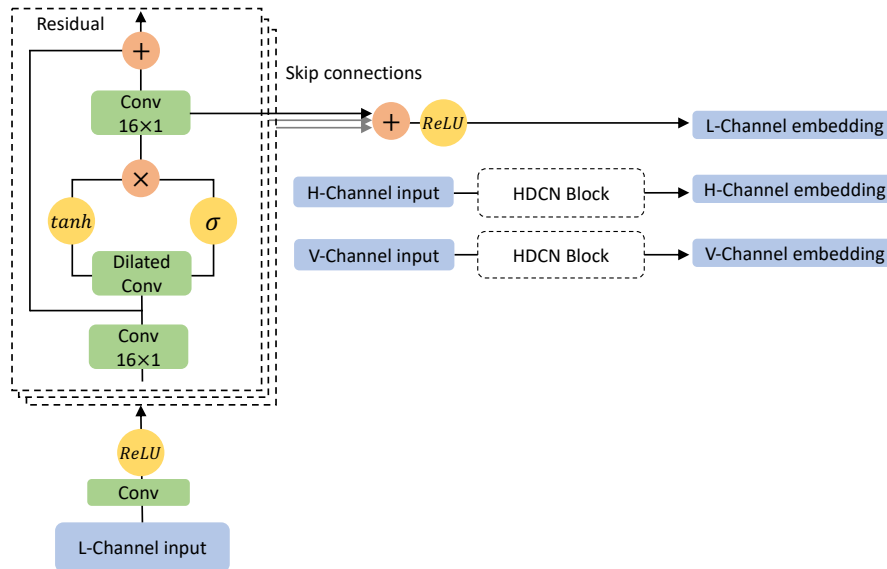 Residual
+
Skip connections
Conv
16×1
+
ReLU
L-Channel embedding
×
H-Channel input
HDCN Block
H-Channel embedding
tanh
σ
V-Channel input
HDCN Block
V-Channel embedding
Dilated
Conv
Conv
16×1
ReLU
Conv
L-Channel input